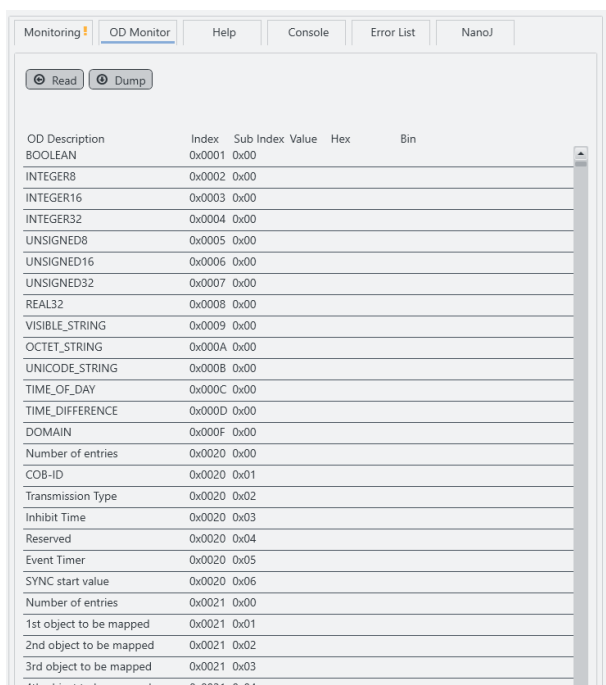 Monitoring! OD Monitor Help Console Error List NanoJ
Read Dump
OD Description Index Sub Index Value Hex Bin
BOOLEAN 0x0001 0x00
INTEGER8 0x0002 0x00
INTEGER16 0x0003 0x00
INTEGER32 0x0004 0x00
UNSIGNED8 0x0005 0x00
UNSIGNED16 0x0006 0x00
UNSIGNED32 0x0007 0x00
REAL32 0x0008 0x00
VISIBLE_STRING 0x0009 0x00
OCTET_STRING 0x000A 0x00
UNICODE_STRING 0x000B 0x00
TIME_OF_DAY 0x000C 0x00
TIME_DIFFERENCE 0x000D 0x00
DOMAIN 0x000F 0x00
Number of entries 0x0020 0x00
COB-ID 0x0020 0x01
Transmission Type 0x0020 0x02
Inhibit Time 0x0020 0x03
Reserved 0x0020 0x04
Event Timer 0x0020 0x05
SYNC start value 0x0020 0x06
Number of entries 0x0021 0x00
1st object to be mapped 0x0021 0x01
2nd object to be mapped 0x0021 0x02
3rd object to be mapped 0x0021 0x03